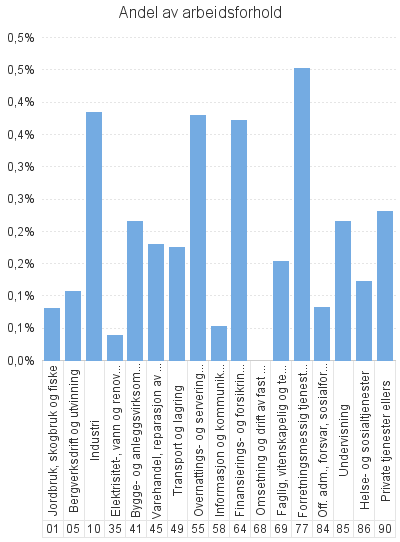 Andel av arbeidsforhold
0,5%
0,5%
0,4%
0,4%
0,3%
0,3%
0,2%
0,2%
0,1%
0,1%
0,0%
Jordbruk, skogbruk og fiske
Bergverksdrift og utvinning
Industri
Elektrisitet-, vann og renov...
Bygge- og anleggsvirksom...
Varehandel, reparasjon av ...
Transport og lagring
Overnattings- og servering...
Informasjon og kommunik...
Finansierings- og forsikrin...
Omsetning og drift av fast ...
Faglig, vitenskapelig og te...
Forretningsmessig tjenest...
Off. adm., forsvar, sosialfor...
Undervisning
Helse- og sosialtjenester
Private tjenester ellers
01 05 10 35 41 45 49 55 58 64 68 69 77 84 85 86 90